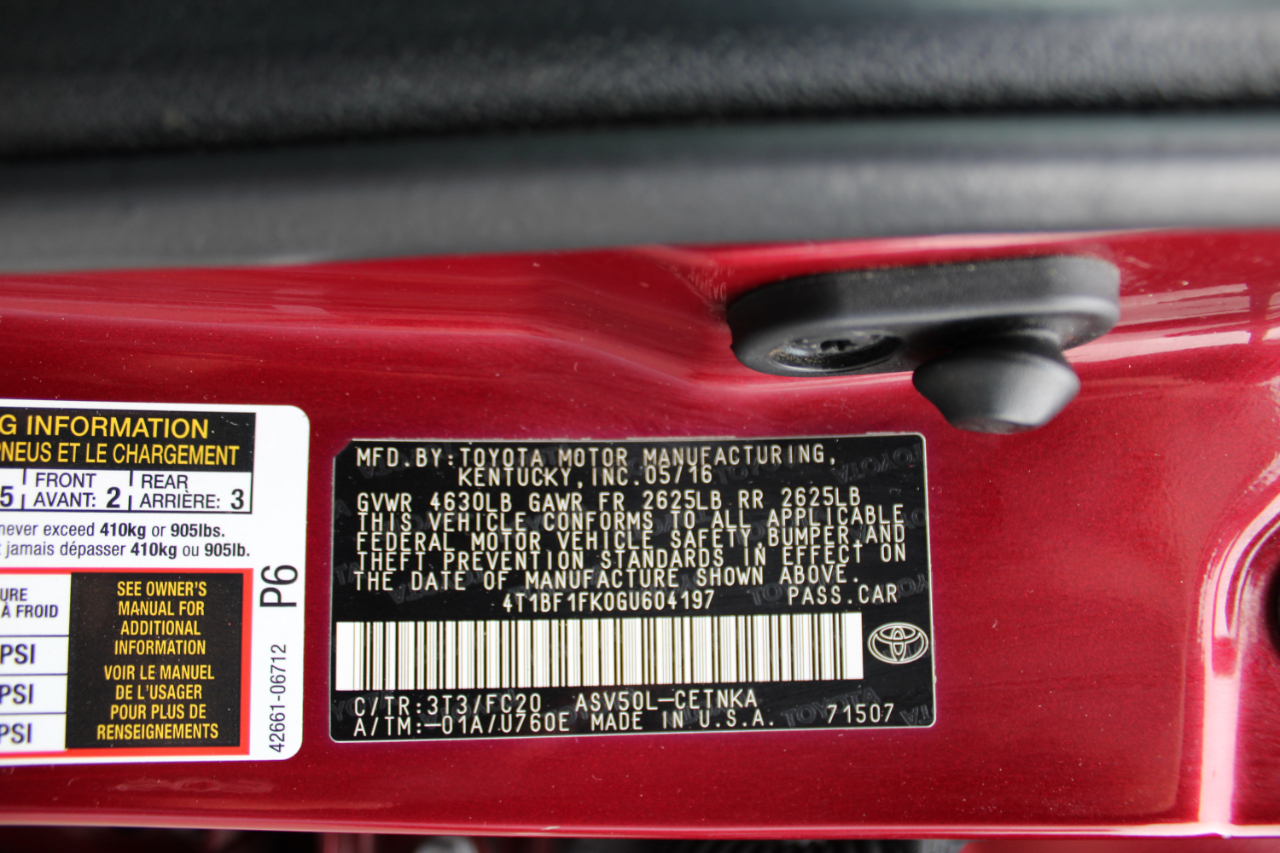 G INFORMATION
PNEUS ET LE CHARGEMENT
5 FRONT AVANT: 2 REAR ARRIÈRE: 3
never exceed 410kg or 905lbs.
jamais dépasser 410kg ou 905lb.
À FROID
PSI
PSI
PSI
SEE OWNER'S
MANUAL FOR
ADDITIONAL
INFORMATION
VOIR LE MANUEL
DE L'USAGER
POUR PLUS DE
RENSEIGNEMENTS
P6
42661-06712
MFD.BY:TOYOTA MOTOR MANUFACTURING,
KENTUCKY,INC.05/16
GVWR 4630LB GAWR FR 2625LB RR 2625LB
THIS VEHICLE CONFORMS TO ALL APPLICABLE
FEDERAL MOTOR VEHICLE SAFETY,BUMPER,AND
THEFT PREVENTION STANDARDS IN EFFECT ON
THE DATE OF MANUFACTURE SHOWN ABOVE.
4T1BF1FK0GU604197 PASS.CAR
C/TR:3T3/FC20 ASV50L-CETNKA
A/TM:-01A/U760E MADE IN U.S.A. 71507